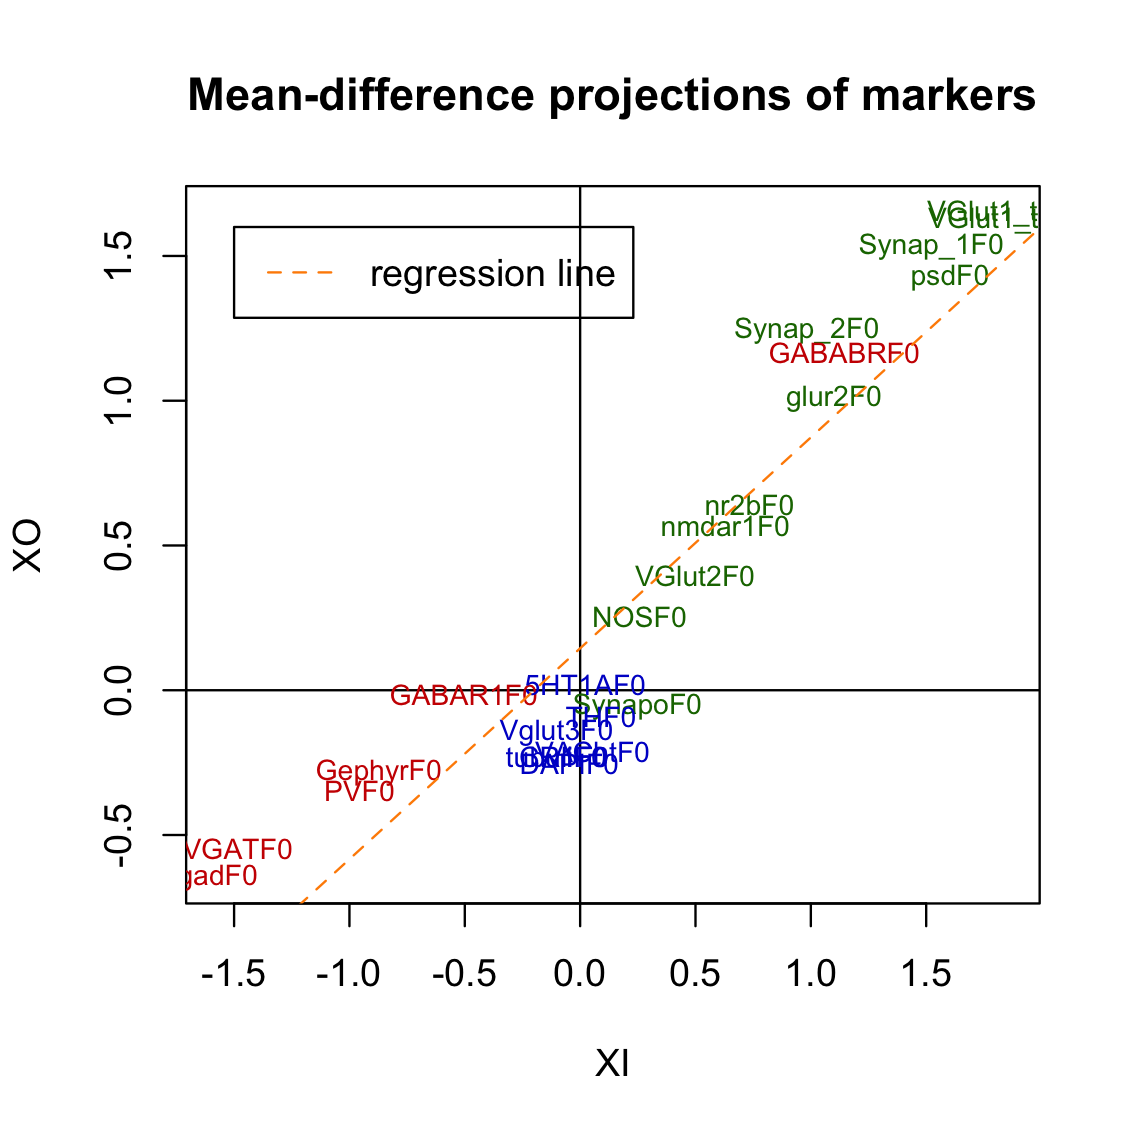 Mean-difference projections of markers
regression line
VGlut1_t
VGlut1_t
Synap_1F0
psdF0
Synap_2F0
GABABRF0
glur2F0
nr2bF0
nmdar1F0
VGlut2F0
NOSF0
5HT1AF0
GABAR1F0
SynapoF0
THF0
Vglut3F0
VAChtF0
DAPIF0
GephyrF0
PVF0
VGATF0
gadF0
XO
1.5
1.0
0.5
0.0
-0.5
-1.5 -1.0 -0.5 0.0 0.5 1.0 1.5
XI